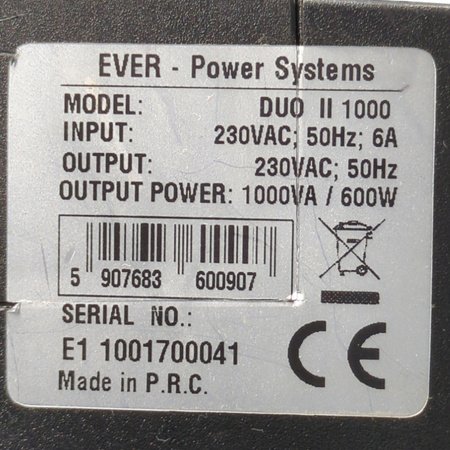 EVER - Power Systems
MODEL: DUO II 1000
INPUT: 230VAC; 50Hz; 6A
OUTPUT: 230VAC; 50Hz
OUTPUT POWER: 1000VA / 600W
5 907683 600907
SERIAL NO.:
E1 1001700041
CE
Made in P.R.C.